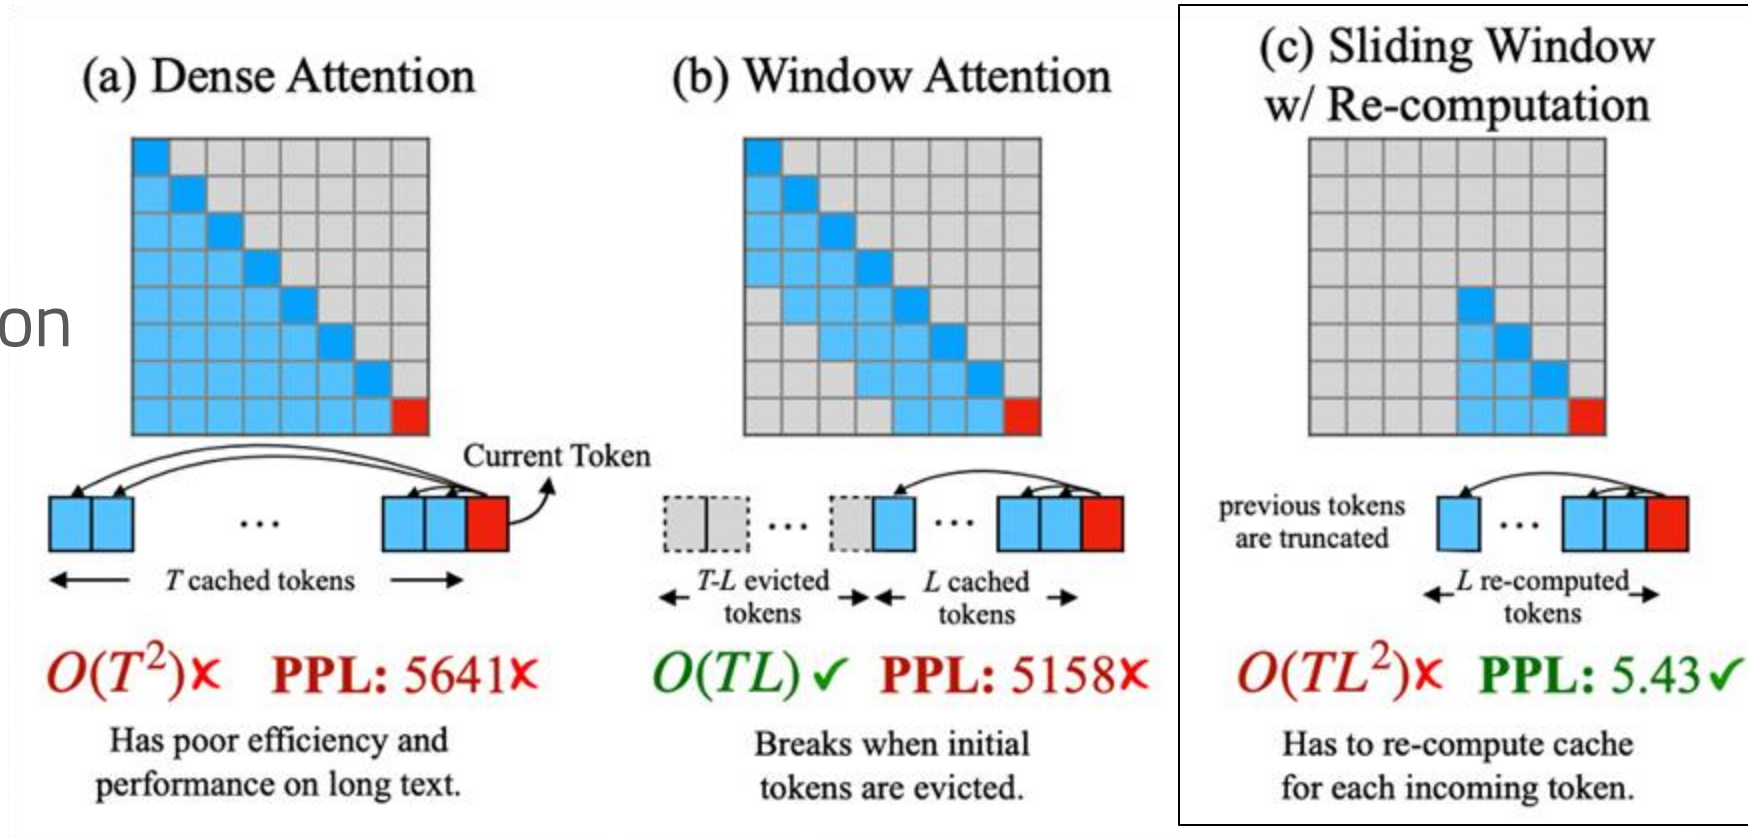 on
(a) Dense Attention
Current Token
...
T cached tokens
O(T²)✗ PPL: 5641✗
Has poor efficiency and
performance on long text.
(b) Window Attention
... ...
T-L evicted
tokens
L cached
tokens
O(TL)✓ PPL: 5158✗
Breaks when initial
tokens are evicted.
(c) Sliding Window
w/ Re-computation
previous tokens
are truncated
...
L re-computed
tokens
O(TL²)✗ PPL: 5.43✓
Has to re-compute cache
for each incoming token.